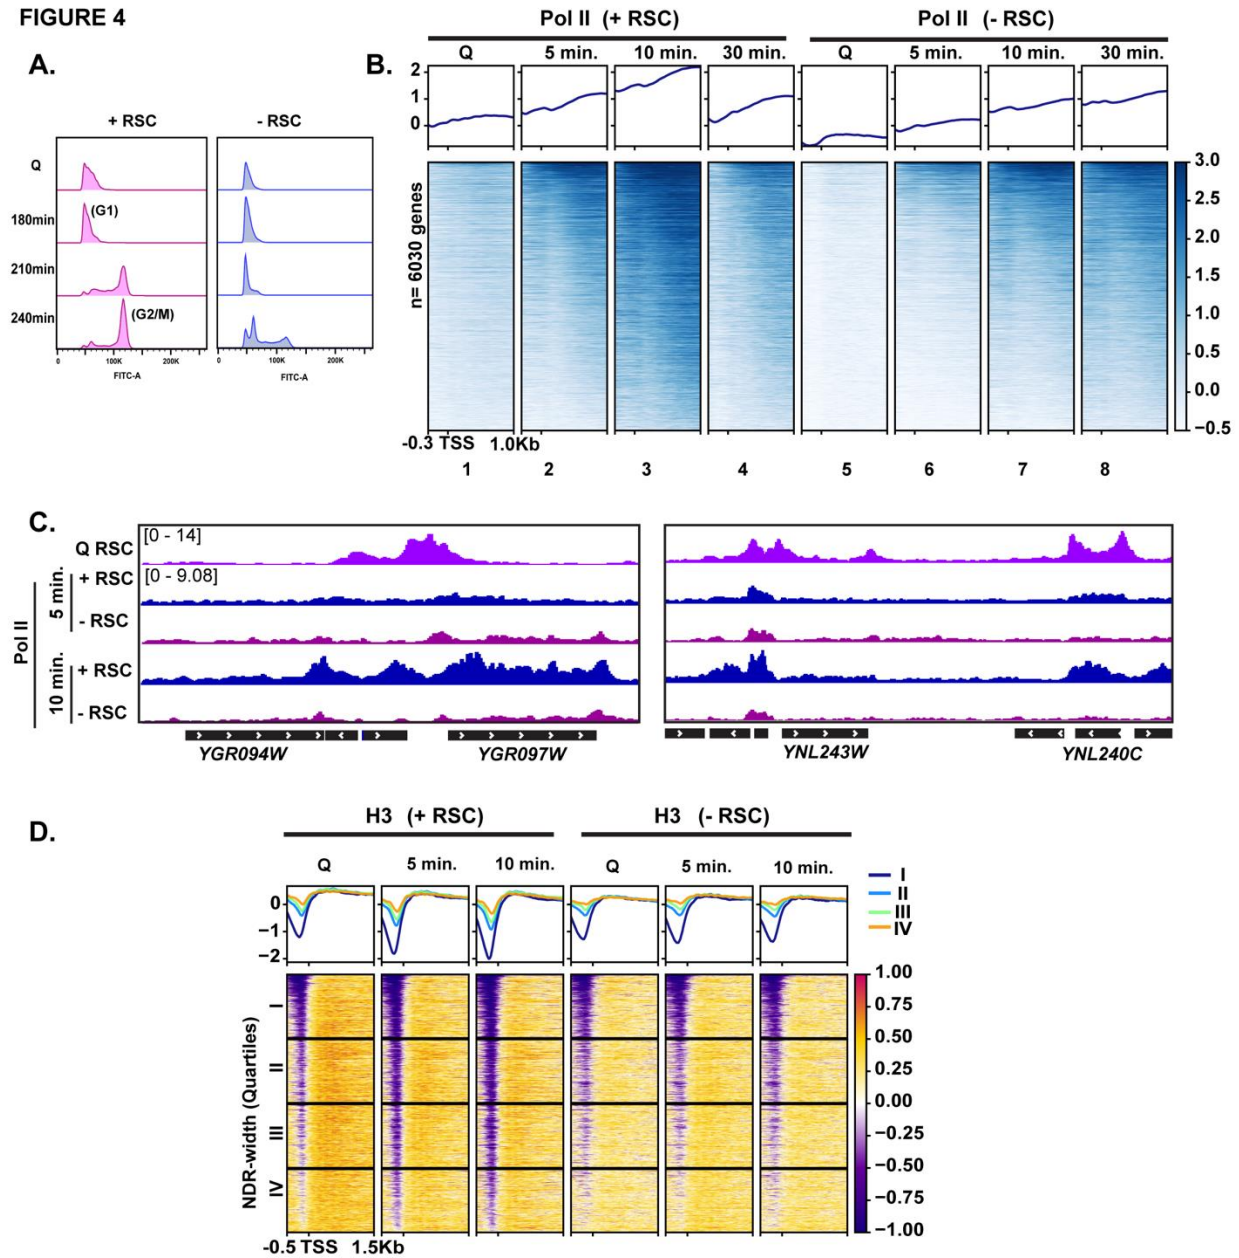 FIGURE 4
A.
+ RSC - RSC
Q
180min
(G1)
210min
240min
(G2/M)
0 100K 200K 0 100K 200K
FITC-A FITC-A
B.
Pol II (+ RSC) Pol II (- RSC)
Q 5 min. 10 min. 30 min. Q 5 min. 10 min. 30 min.
2
1
0
n= 6030 genes
3.0
2.5
2.0
1.5
1.0
0.5
0.0
−0.5
-0.3 TSS 1.0Kb
1 2 3 4 5 6 7 8
C.
[0 - 14]
Q RSC
[0 - 9.08]
Pol II
5 min.
+ RSC
- RSC
10 min.
+ RSC
- RSC
YGR094W YGR097W YNL243W YNL240C
D.
H3 (+ RSC) H3 (- RSC)
Q 5 min. 10 min. Q 5 min. 10 min.
0
−1
−2
I
II
III
IV
NDR-width (Quartiles)
I
II
III
IV
1.00
0.75
0.50
0.25
0.00
−0.25
−0.50
−0.75
−1.00
-0.5 TSS 1.5Kb